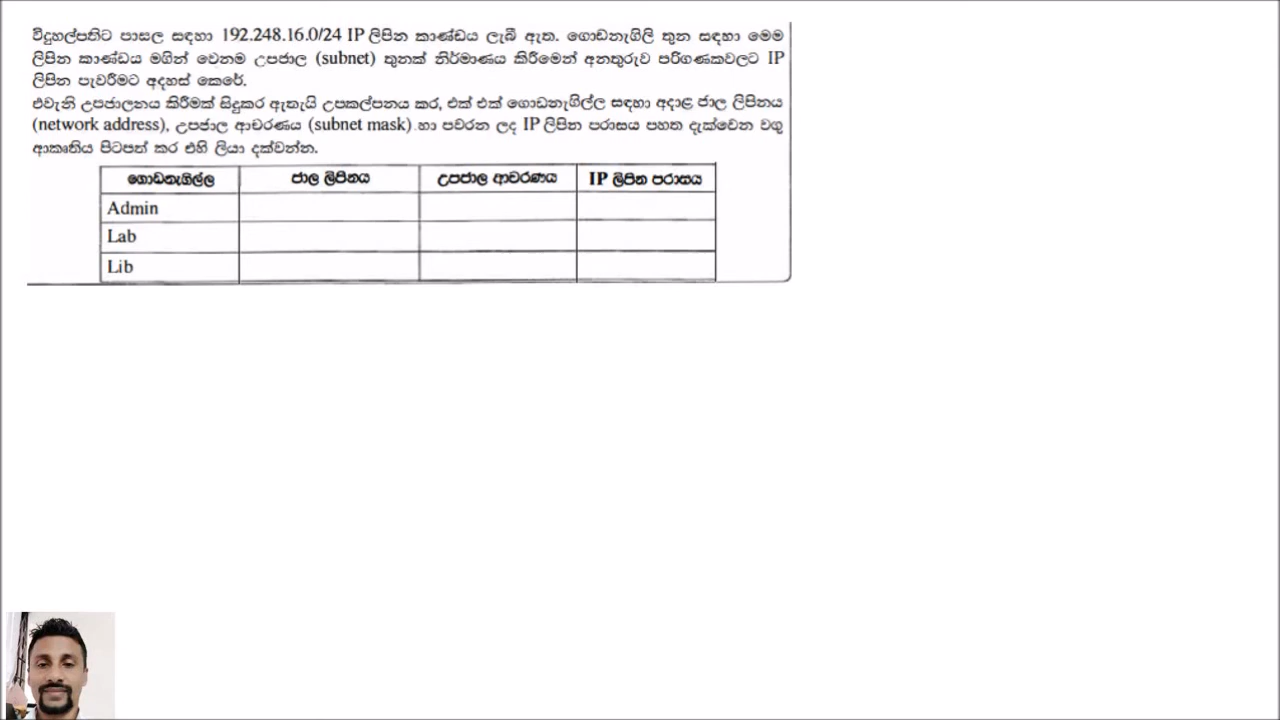 විදුහල්පතිට පාසල සඳහා 192.248.16.0/24 IP ලිපින කාණ්ඩය ලැබී ඇත. ගොඩනැගිලි තුන සඳහා මෙම
ලිපින කාණ්ඩය මගින් වෙනම උපජාල (subnet) තුනක් නිර්මාණය කිරීමෙන් අනතුරුව පරිගණකවලට IP
ලිපින පැවරීමට අදහස් කෙරේ.
එවැනි උපජාලනය කිරීමක් සිදුකර ඇතැයි උපකල්පනය කර, එක් එක් ගොඩනැගිල්ල සඳහා අදාළ ජාල ලිපිනය
(network address), උපජාල ආවරණය (subnet mask) හා පවරන ලද IP ලිපින පරාසය පහත දැක්වෙන වගු
ආකෘතිය පිටපත් කර එහි ලියා දක්වන්න.
ගොඩනැගිල්ල ජාල ලිපිනය උපජාල ආවරණය IP ලිපින පරාසය
Admin
Lab
Lib